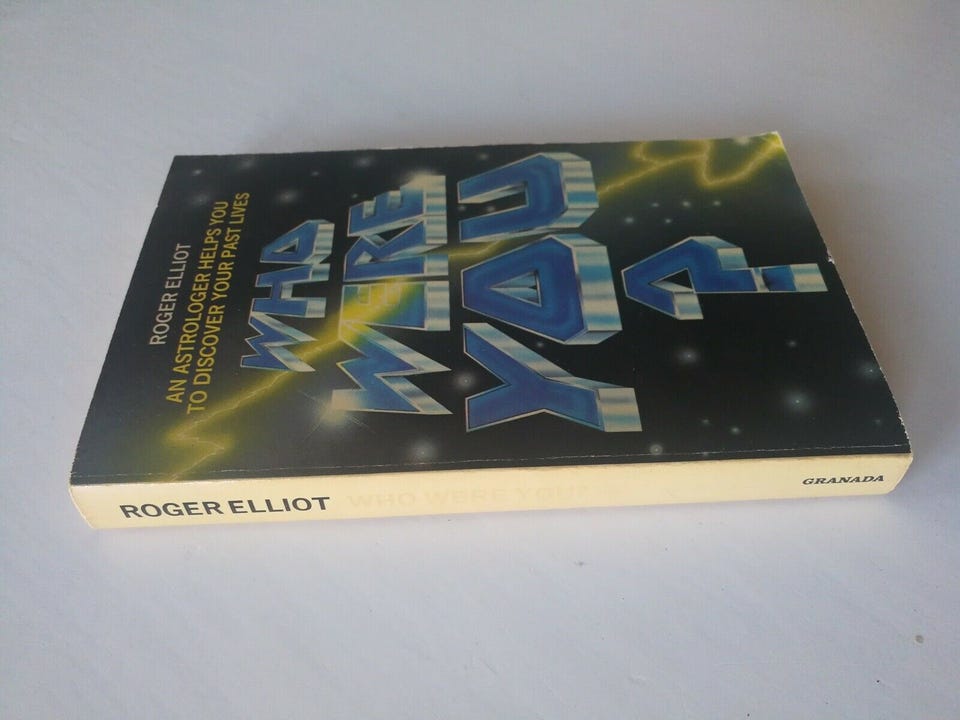 ROGER ELLIOT
AN ASTROLOGER HELPS YOU
TO DISCOVER YOUR PAST LIVES
WHO
WERE
YOU
?
ROGER ELLIOT WHO WERE YOU? GRANADA